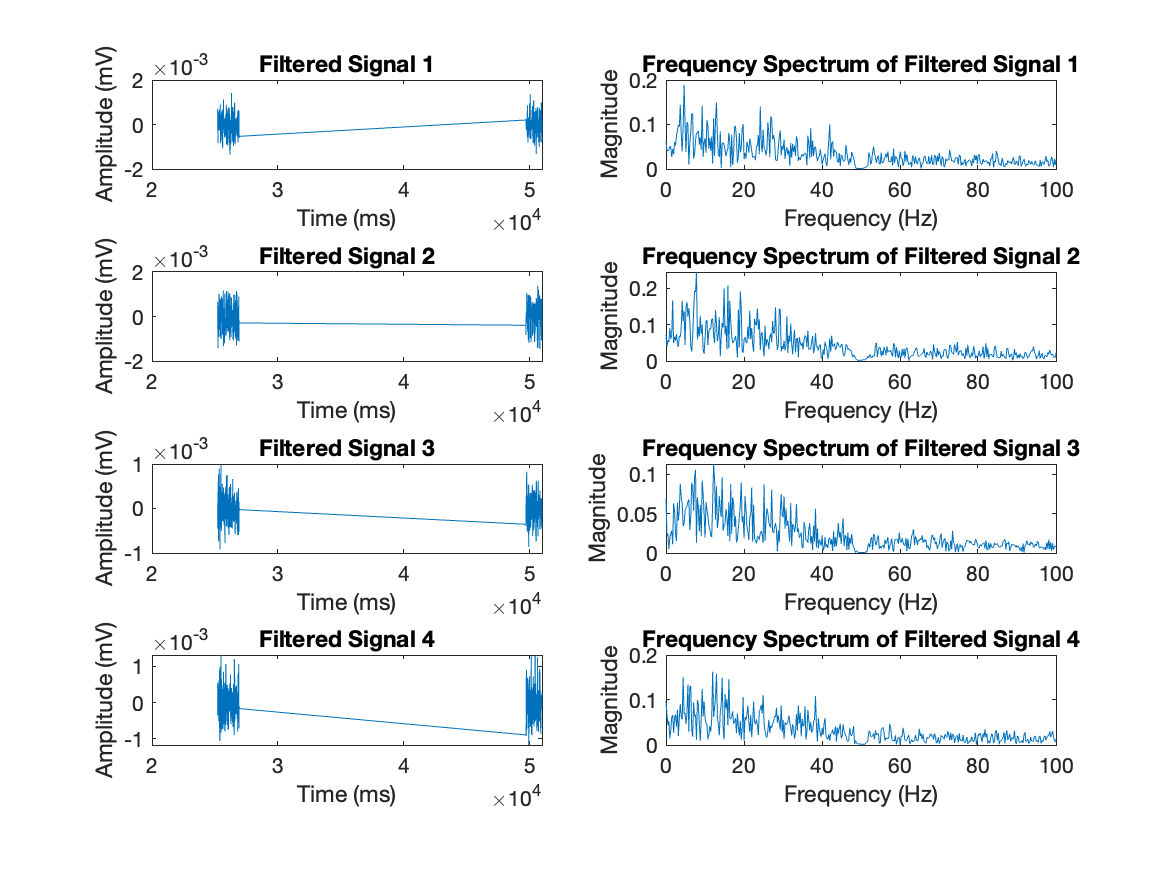 ×10-3
Filtered Signal 1
Amplitude (mV)
2
0
-2
2 3 4 5
Time (ms)
×104
Frequency Spectrum of Filtered Signal 1
Magnitude
0.2
0.1
0
0 20 40 60 80 100
Frequency (Hz)
×10-3
Filtered Signal 2
Amplitude (mV)
2
0
-2
2 3 4 5
Time (ms)
×104
Frequency Spectrum of Filtered Signal 2
Magnitude
0.2
0.1
0
0 20 40 60 80 100
Frequency (Hz)
×10-3
Filtered Signal 3
Amplitude (mV)
1
0
-1
2 3 4 5
Time (ms)
×104
Frequency Spectrum of Filtered Signal 3
Magnitude
0.1
0.05
0
0 20 40 60 80 100
Frequency (Hz)
×10-3
Filtered Signal 4
Amplitude (mV)
1
0
-1
2 3 4 5
Time (ms)
×104
Frequency Spectrum of Filtered Signal 4
Magnitude
0.2
0.1
0
0 20 40 60 80 100
Frequency (Hz)